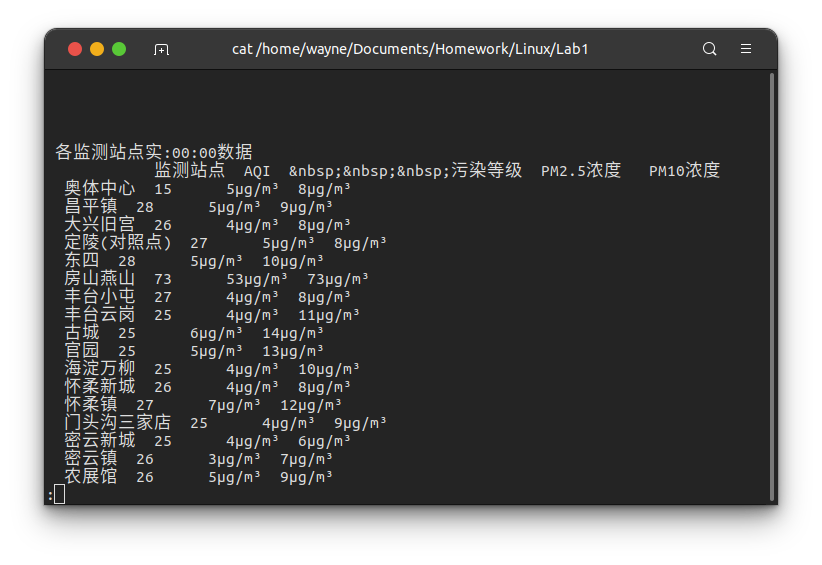 cat /home/wayne/Documents/Homework/Linux/Lab1
各监测站点实:00:00数据
监测站点 AQI &nbsp;&nbsp;&nbsp;污染等级 PM2.5浓度 PM10浓度
奥体中心 15 5μg/m³ 8μg/m³
昌平镇 28 5μg/m³ 9μg/m³
大兴旧宫 26 4μg/m³ 8μg/m³
定陵(对照点) 27 5μg/m³ 8μg/m³
东四 28 5μg/m³ 10μg/m³
房山燕山 73 53μg/m³ 73μg/m³
丰台小屯 27 4μg/m³ 8μg/m³
丰台云岗 25 4μg/m³ 11μg/m³
古城 25 6μg/m³ 14μg/m³
官园 25 5μg/m³ 13μg/m³
海淀万柳 25 4μg/m³ 10μg/m³
怀柔新城 26 4μg/m³ 8μg/m³
怀柔镇 27 7μg/m³ 12μg/m³
门头沟三家店 25 4μg/m³ 9μg/m³
密云新城 25 4μg/m³ 6μg/m³
密云镇 26 3μg/m³ 7μg/m³
农展馆 26 5μg/m³ 9μg/m³
: